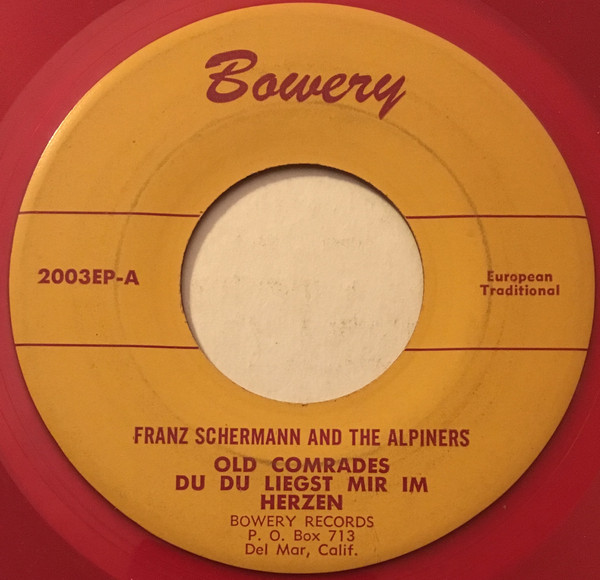 Bowery
2003EP-A
European
Traditional
FRANZ SCHERMANN AND THE ALPINERS
OLD COMRADES
DU DU LIEGST MIR IM
HERZEN
BOWERY RECORDS
P. O. Box 713
Del Mar, Calif.